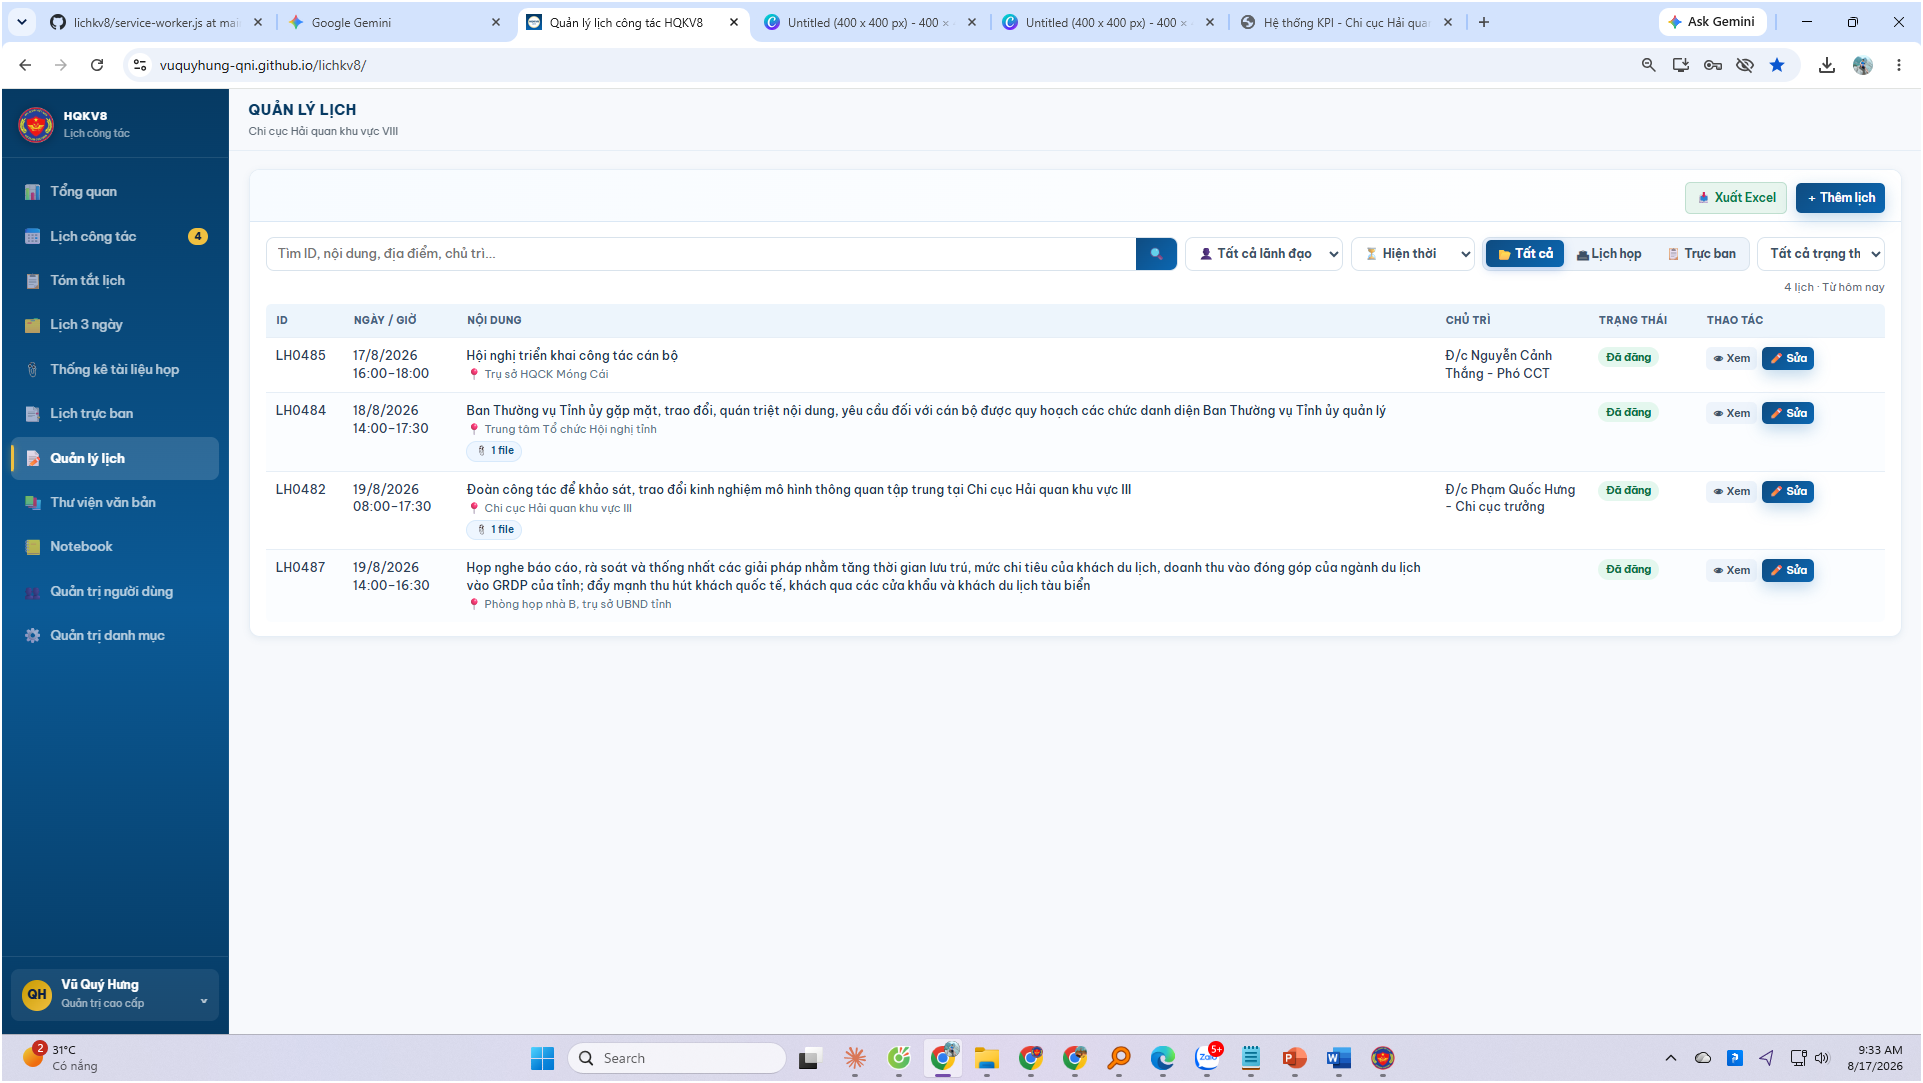 lichkv8/service-worker.js at mai
Google Gemini
Quản lý lịch công tác HQKV8
Untitled (400 x 400 px) - 400 ×
Untitled (400 x 400 px) - 400 ×
Hệ thống KPI - Chi cục Hải qua
Ask Gemini
vuquyhung-qni.github.io/lichkv8/
HQKV8
Lịch công tác
Tổng quan
Lịch công tác
4
Tóm tắt lịch
Lịch 3 ngày
Thống kê tài liệu họp
Lịch trực ban
Quản lý lịch
Thư viện văn bản
Notebook
Quản trị người dùng
Quản trị danh mục
QH
Vũ Quý Hưng
Quản trị cao cấp
QUẢN LÝ LỊCH
Chi cục Hải quan khu vực VIII
Xuất Excel
+ Thêm lịch
Tìm ID, nội dung, địa điểm, chủ trì...
Tất cả lãnh đạo
Hiện thời
Tất cả
Lịch họp
Trực ban
Tất cả trạng th
4 lịch · Từ hôm nay
ID NGÀY / GIỜ NỘI DUNG CHỦ TRÌ TRẠNG THÁI THAO TÁC
LH0485 17/8/2026 Hội nghị triển khai công tác cán bộ Đ/c Nguyễn Cảnh Đã đăng Xem Sửa
16:00-18:00 Trụ sở HQCK Móng Cái Thắng - Phó CCT
LH0484 18/8/2026 Ban Thường vụ Tỉnh ủy gặp mặt, trao đổi, quán triệt nội dung, yêu cầu đối với cán bộ được quy hoạch các chức danh diện Ban Thường vụ Tỉnh ủy quản lý Đã đăng Xem Sửa
14:00-17:30 Trung tâm Tổ chức Hội nghị tỉnh
1 file
LH0482 19/8/2026 Đoàn công tác để khảo sát, trao đổi kinh nghiệm mô hình thông quan tập trung tại Chi cục Hải quan khu vực III Đ/c Phạm Quốc Hưng Đã đăng Xem Sửa
08:00-17:30 Chi cục Hải quan khu vực III - Chi cục trưởng
1 file
LH0487 19/8/2026 Họp nghe báo cáo, rà soát và thống nhất các giải pháp nhằm tăng thời gian lưu trú, mức chi tiêu của khách du lịch, doanh thu vào đóng góp của ngành du lịch Đã đăng Xem Sửa
14:00-16:30 vào GRDP của tỉnh; đẩy mạnh thu hút khách quốc tế, khách qua các cửa khẩu và khách du lịch tàu biển
Phòng họp nhà B, trụ sở UBND tỉnh
2
31°C
Có nắng
Search
Zalo
5+
9:33 AM
8/17/2026